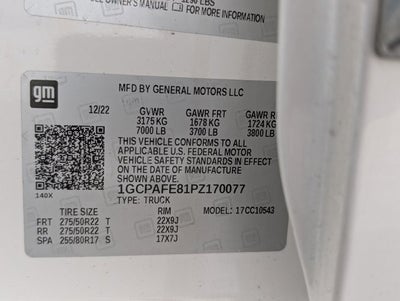 1290 LBS
OWNER'S MANUAL FOR MORE INFORMATION
gm
MFD BY GENERAL MOTORS LLC
12/22 GVWR GAWR FRT GAWR RR
3175 KG 1678 KG 1724 KG
7000 LB 3700 LB 3800 LB
THIS VEHICLE CONFORMS TO ALL
APPLICABLE U.S. FEDERAL MOTOR
VEHICLE SAFETY STANDARDS IN EFFECT ON
THE DATE OF MANUFACTURE SHOWN ABOVE.
1GCPAFE81PZ170077
140X TYPE: TRUCK MODEL: 17CC10543
TIRE SIZE RIM
FRT 275/50R22 T 22X9J
RR 275/50R22 T 22X9J
SPA 255/80R17 S 17X7J